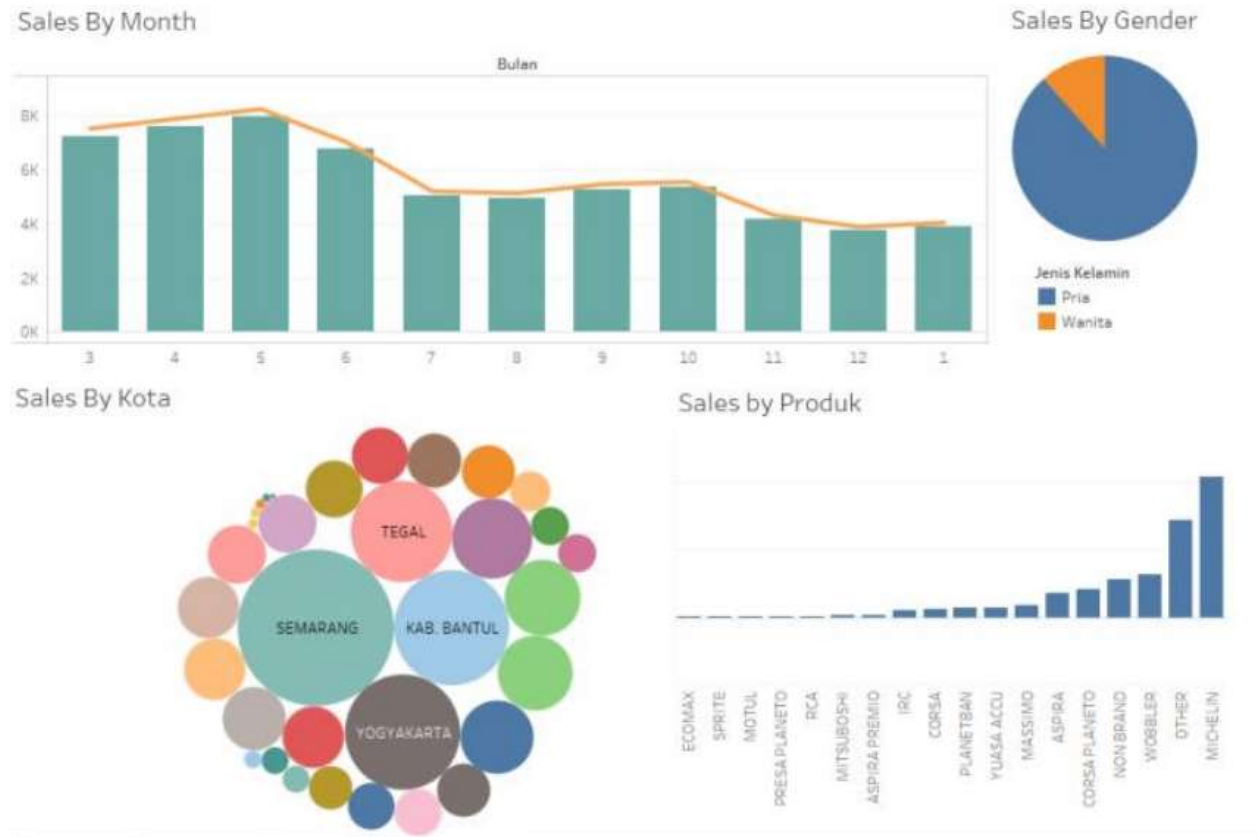 Sales By Month
Bulan
8K
6K
4K
2K
0K
3 4 5 6 7 8 9 10 11 12 1
Sales By Gender
Jenis Kelamin
Pria
Wanita
Sales By Kota
TEGAL
SEMARANG
KAB. BANTUL
YOGYAKARTA
Sales by Produk
ECOMAX
SPRITE
MOTUL
PRESA PLANETO
RCA
MITSUBOSHI
ASPIRA PREMIO
IRC
CORSA
PLANETBAN
YUASA ACCU
MASSIMO
ASPIRA
CORSA PLANETO
NON BRAND
WOBBLER
OTHER
MICHELIN